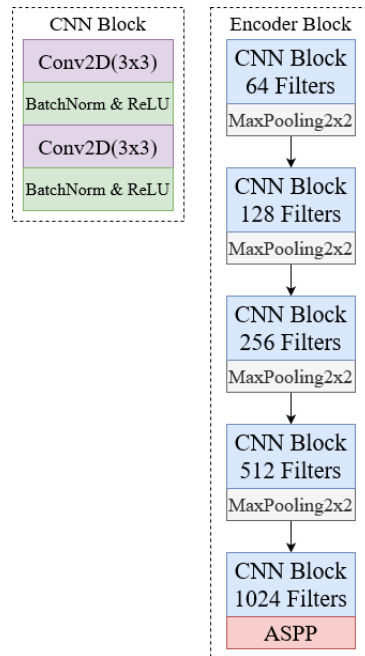 CNN Block
Conv2D(3x3)
BatchNorm & ReLU
Conv2D(3x3)
BatchNorm & ReLU
Encoder Block
CNN Block
64 Filters
MaxPooling2x2
CNN Block
128 Filters
MaxPooling2x2
CNN Block
256 Filters
MaxPooling2x2
CNN Block
512 Filters
MaxPooling2x2
CNN Block
1024 Filters
ASPP